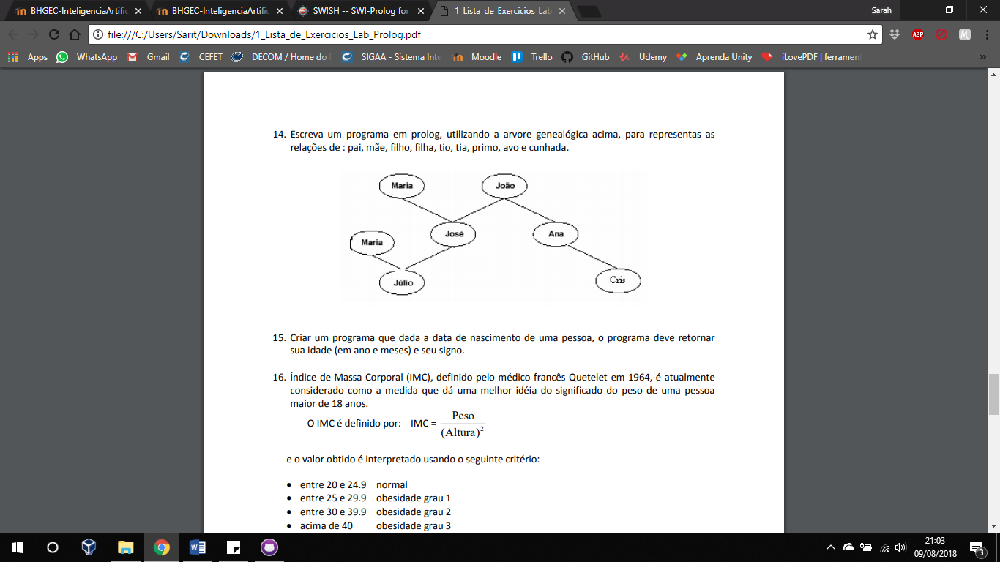 BHGEC-InteligenciaArtific
BHGEC-InteligenciaArtific
SWISH -- SWI-Prolog for
1_Lista_de_Exercicios_Lab
Sarah
file:///C:/Users/Sarit/Downloads/1_Lista_de_Exercicios_Lab_Prolog.pdf
ABP
M
Apps
WhatsApp
Gmail
CEFET
DECOM / Home do
SIGAA - Sistema Inte
Moodle
Trello
GitHub
Udemy
Aprenda Unity
iLovePDF | ferrament
»
14. Escreva um programa em prolog, utilizando a arvore genealógica acima, para representas as
relações de : pai, mãe, filho, filha, tio, tia, primo, avo e cunhada.
Maria
João
José
Ana
Maria
Júlio
Cris
15. Criar um programa que dada a data de nascimento de uma pessoa, o programa deve retornar
sua idade (em ano e meses) e seu signo.
16. Índice de Massa Corporal (IMC), definido pelo médico francês Quetelet em 1964, é atualmente
considerado como a medida que dá uma melhor idéia do significado do peso de uma pessoa
maior de 18 anos.
O IMC é definido por: IMC = Peso / (Altura)²
e o valor obtido é interpretado usando o seguinte critério:
• entre 20 e 24.9 normal
• entre 25 e 29.9 obesidade grau 1
• entre 30 e 39.9 obesidade grau 2
• acima de 40 obesidade grau 3
21:03
09/08/2018
3